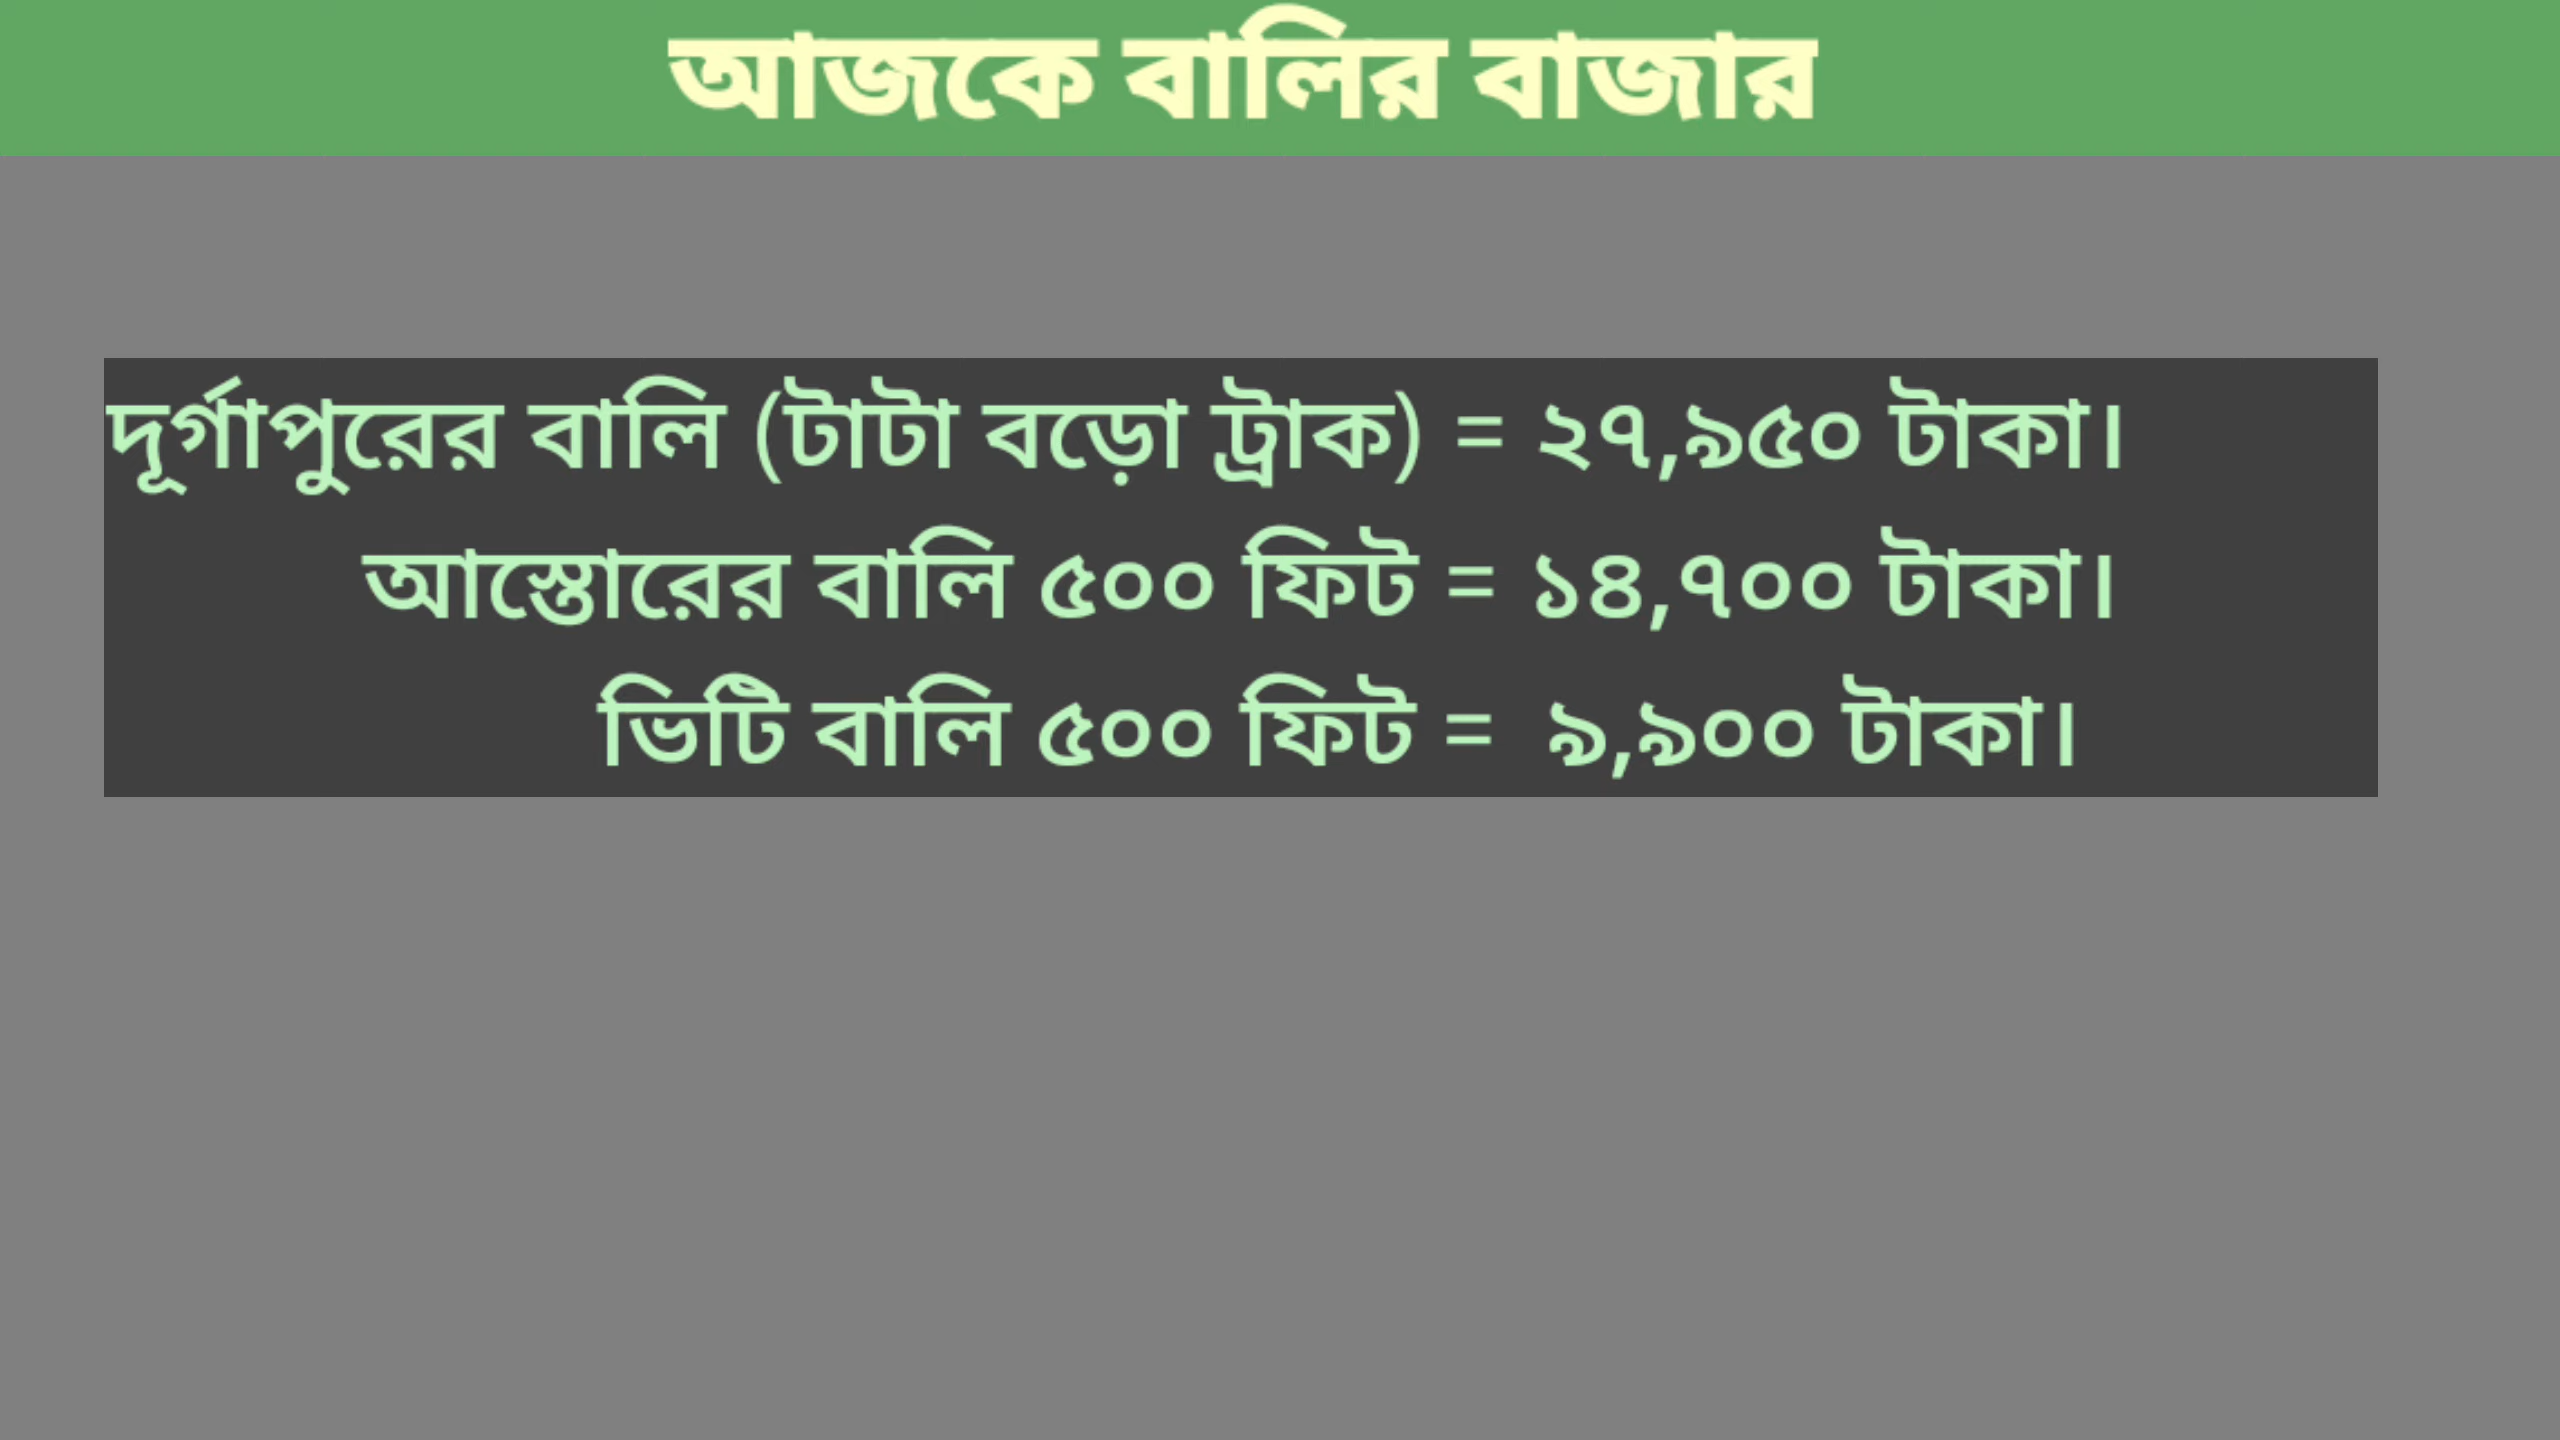 আজকে বালির বাজার
দূর্গাপুরের বালি (টাটা বড়ো ট্রাক) = ২৭,৯৫০ টাকা।
আস্তোরের বালি ৫০০ ফিট = ১৪,৭০০ টাকা।
ভিটি বালি ৫০০ ফিট = ৯,৯০০ টাকা।